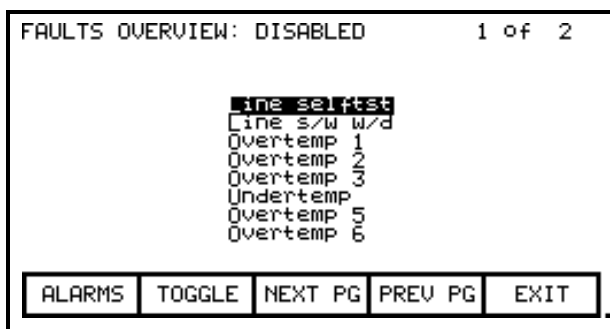 FAULTS OVERVIEW: DISABLED 1 of 2
Line selftst
Line s/w w/d
Overtemp 1
Overtemp 2
Overtemp 3
Undertemp
Overtemp 5
Overtemp 6
ALARMS TOGGLE NEXT PG PREV PG EXIT